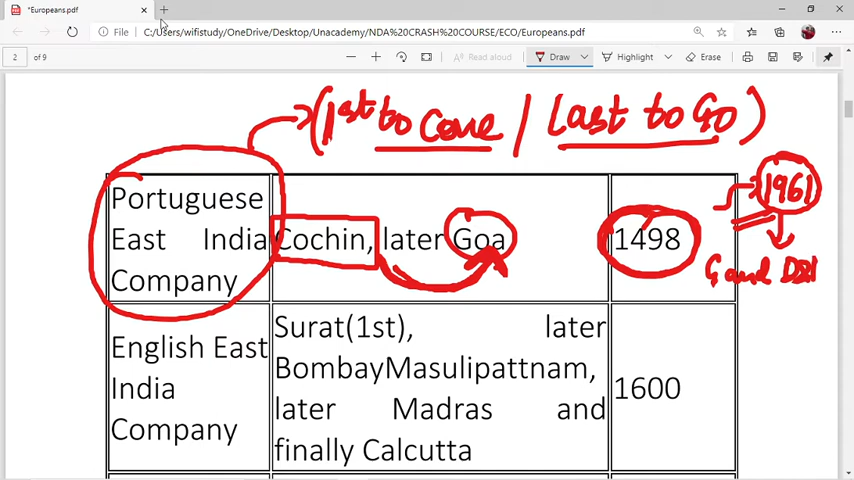 *Europeans.pdf
File
C:/Users/wifistudy/OneDrive/Desktop/Unacademy/NDA%20CRASH%20COURSE/ECO/Europeans.pdf
2 of 9
Read aloud
Draw
Highlight
Erase
(1st to Come / Last to Go)
Portuguese
East India
Company
Cochin, later Goa
1498
1961
G and D&N
English East
India
Company
Surat(1st), later
BombayMasulipattnam,
later Madras and
finally Calcutta
1600